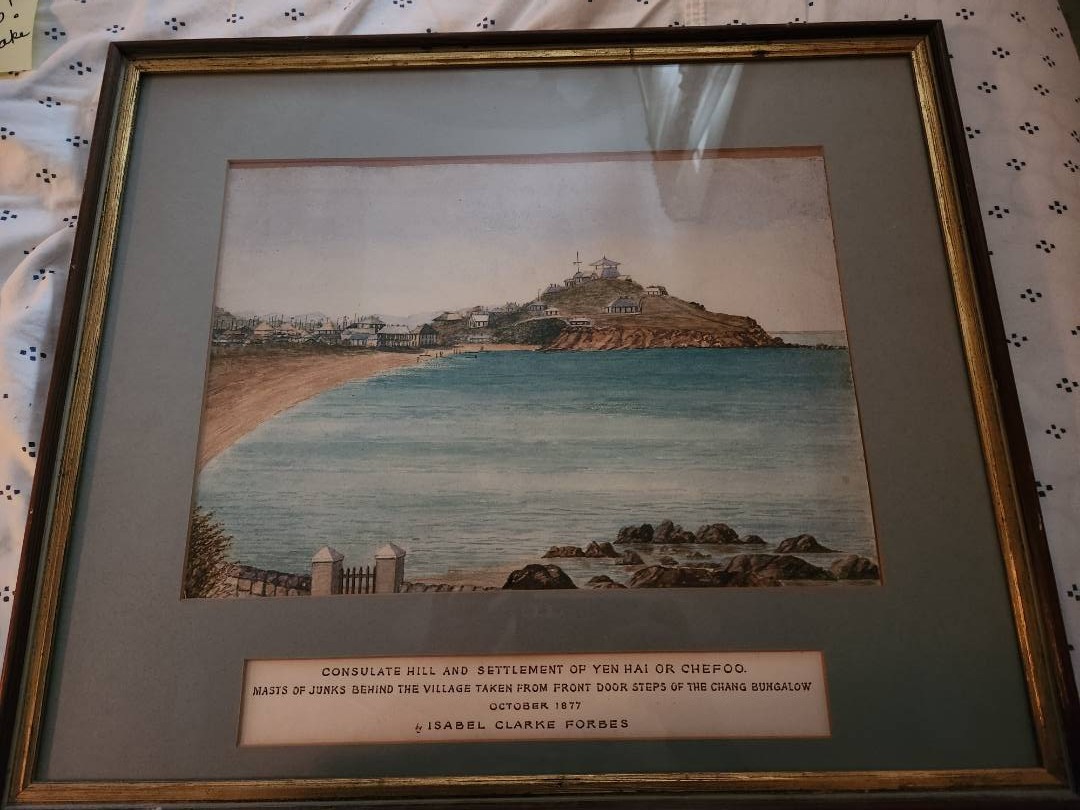 ake
CONSULATE HILL AND SETTLEMENT OF YEN HAI OR CHEFOO.
MASTS OF JUNKS BEHIND THE VILLAGE TAKEN FROM FRONT DOOR STEPS OF THE CHANG BUNGALOW
OCTOBER 1877
by ISABEL CLARKE FORBES